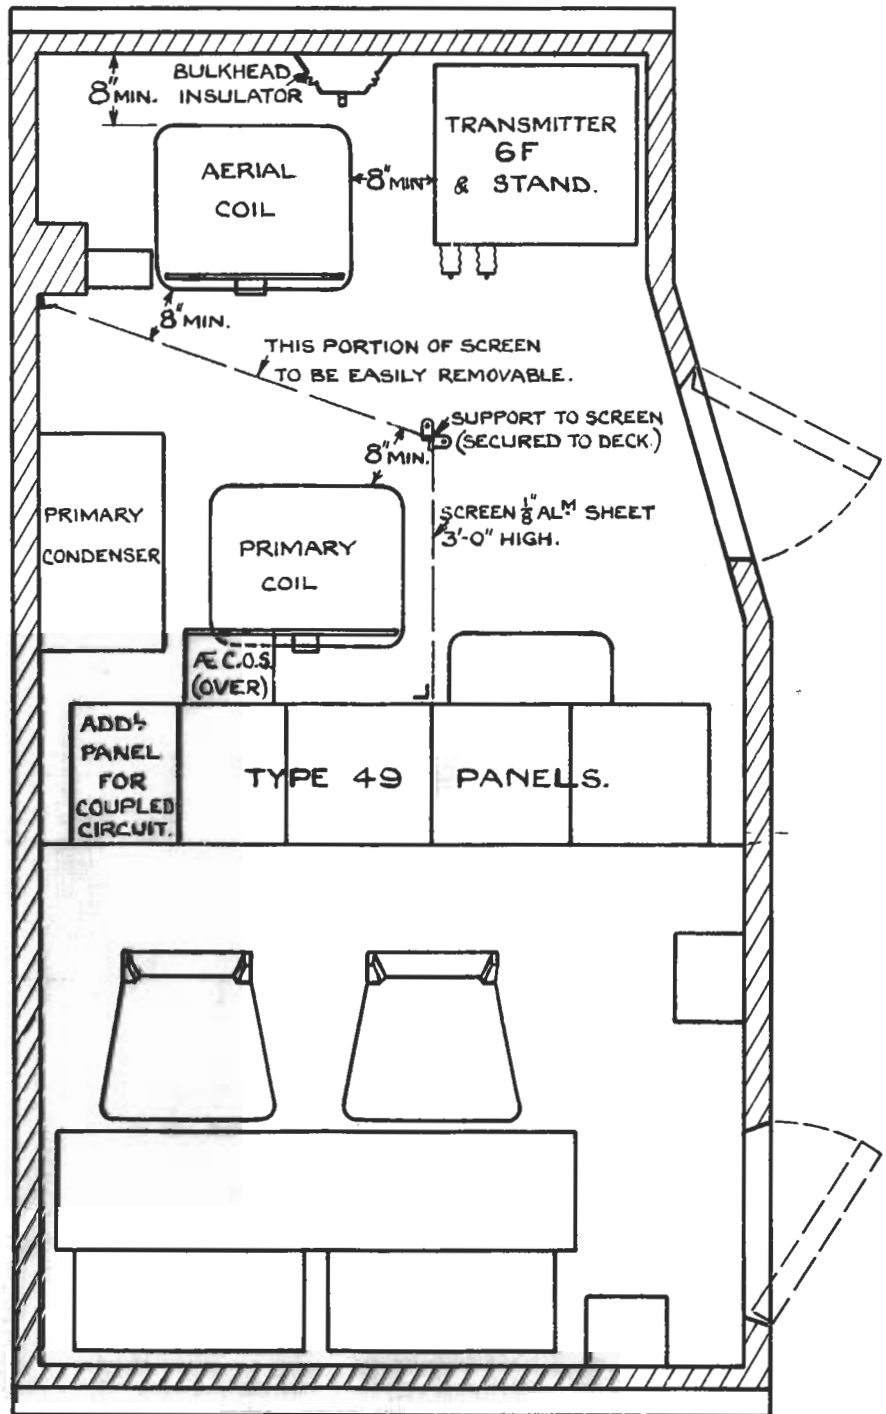 8" MIN.
BULKHEAD
INSULATOR
TRANSMITTER
6F
& STAND.
AERIAL
COIL
8" MIN
8" MIN.
THIS PORTION OF SCREEN
TO BE EASILY REMOVABLE.
SUPPORT TO SCREEN
(SECURED TO DECK.)
8" MIN.
PRIMARY
CONDENSER
PRIMARY
COIL
SCREEN 1/8" ALM SHEET
3'-0" HIGH.
Æ C.O.S.
(OVER)
ADDL
PANEL
FOR
COUPLED
CIRCUIT.
TYPE 49 PANELS.